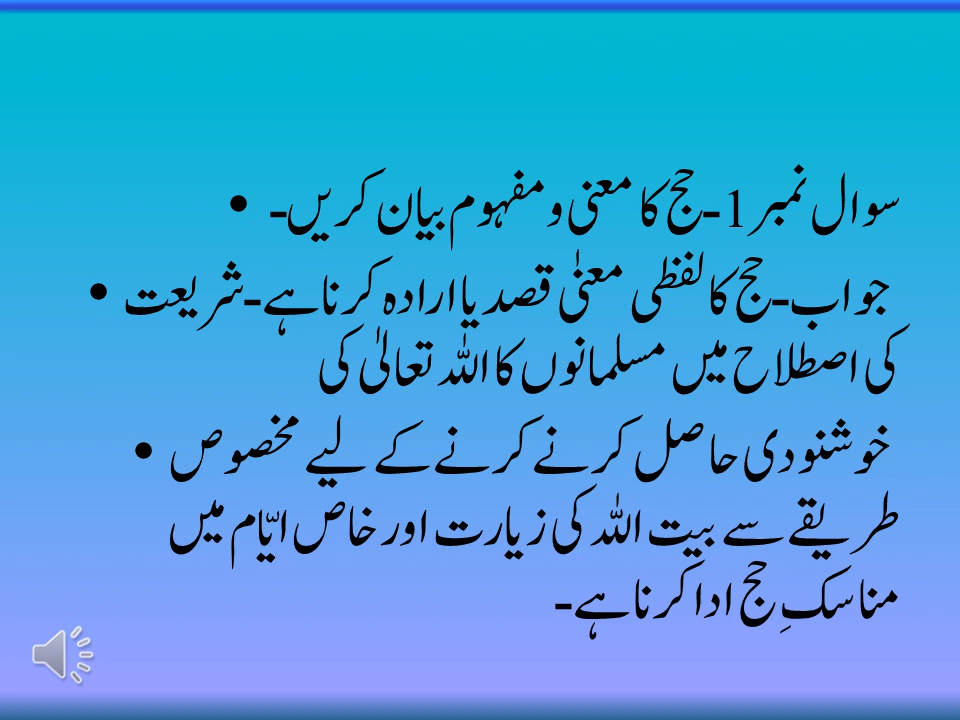 سوال نمبر 1-حج کا معنی و مفہوم بیان کریں- •
جواب-حج کا لفظی معنیٰ قصد یا ارادہ کرنا ہے-شریعت •
کی اصطلاح میں مسلمانوں کا اللہ تعالیٰ کی
خوشنودی حاصل کرنے کرنے کے لیے مخصوص •
طریقے سے بیت اللہ کی زیارت اور خاص ایّام میں
مناسکِ حج ادا کرنا ہے-